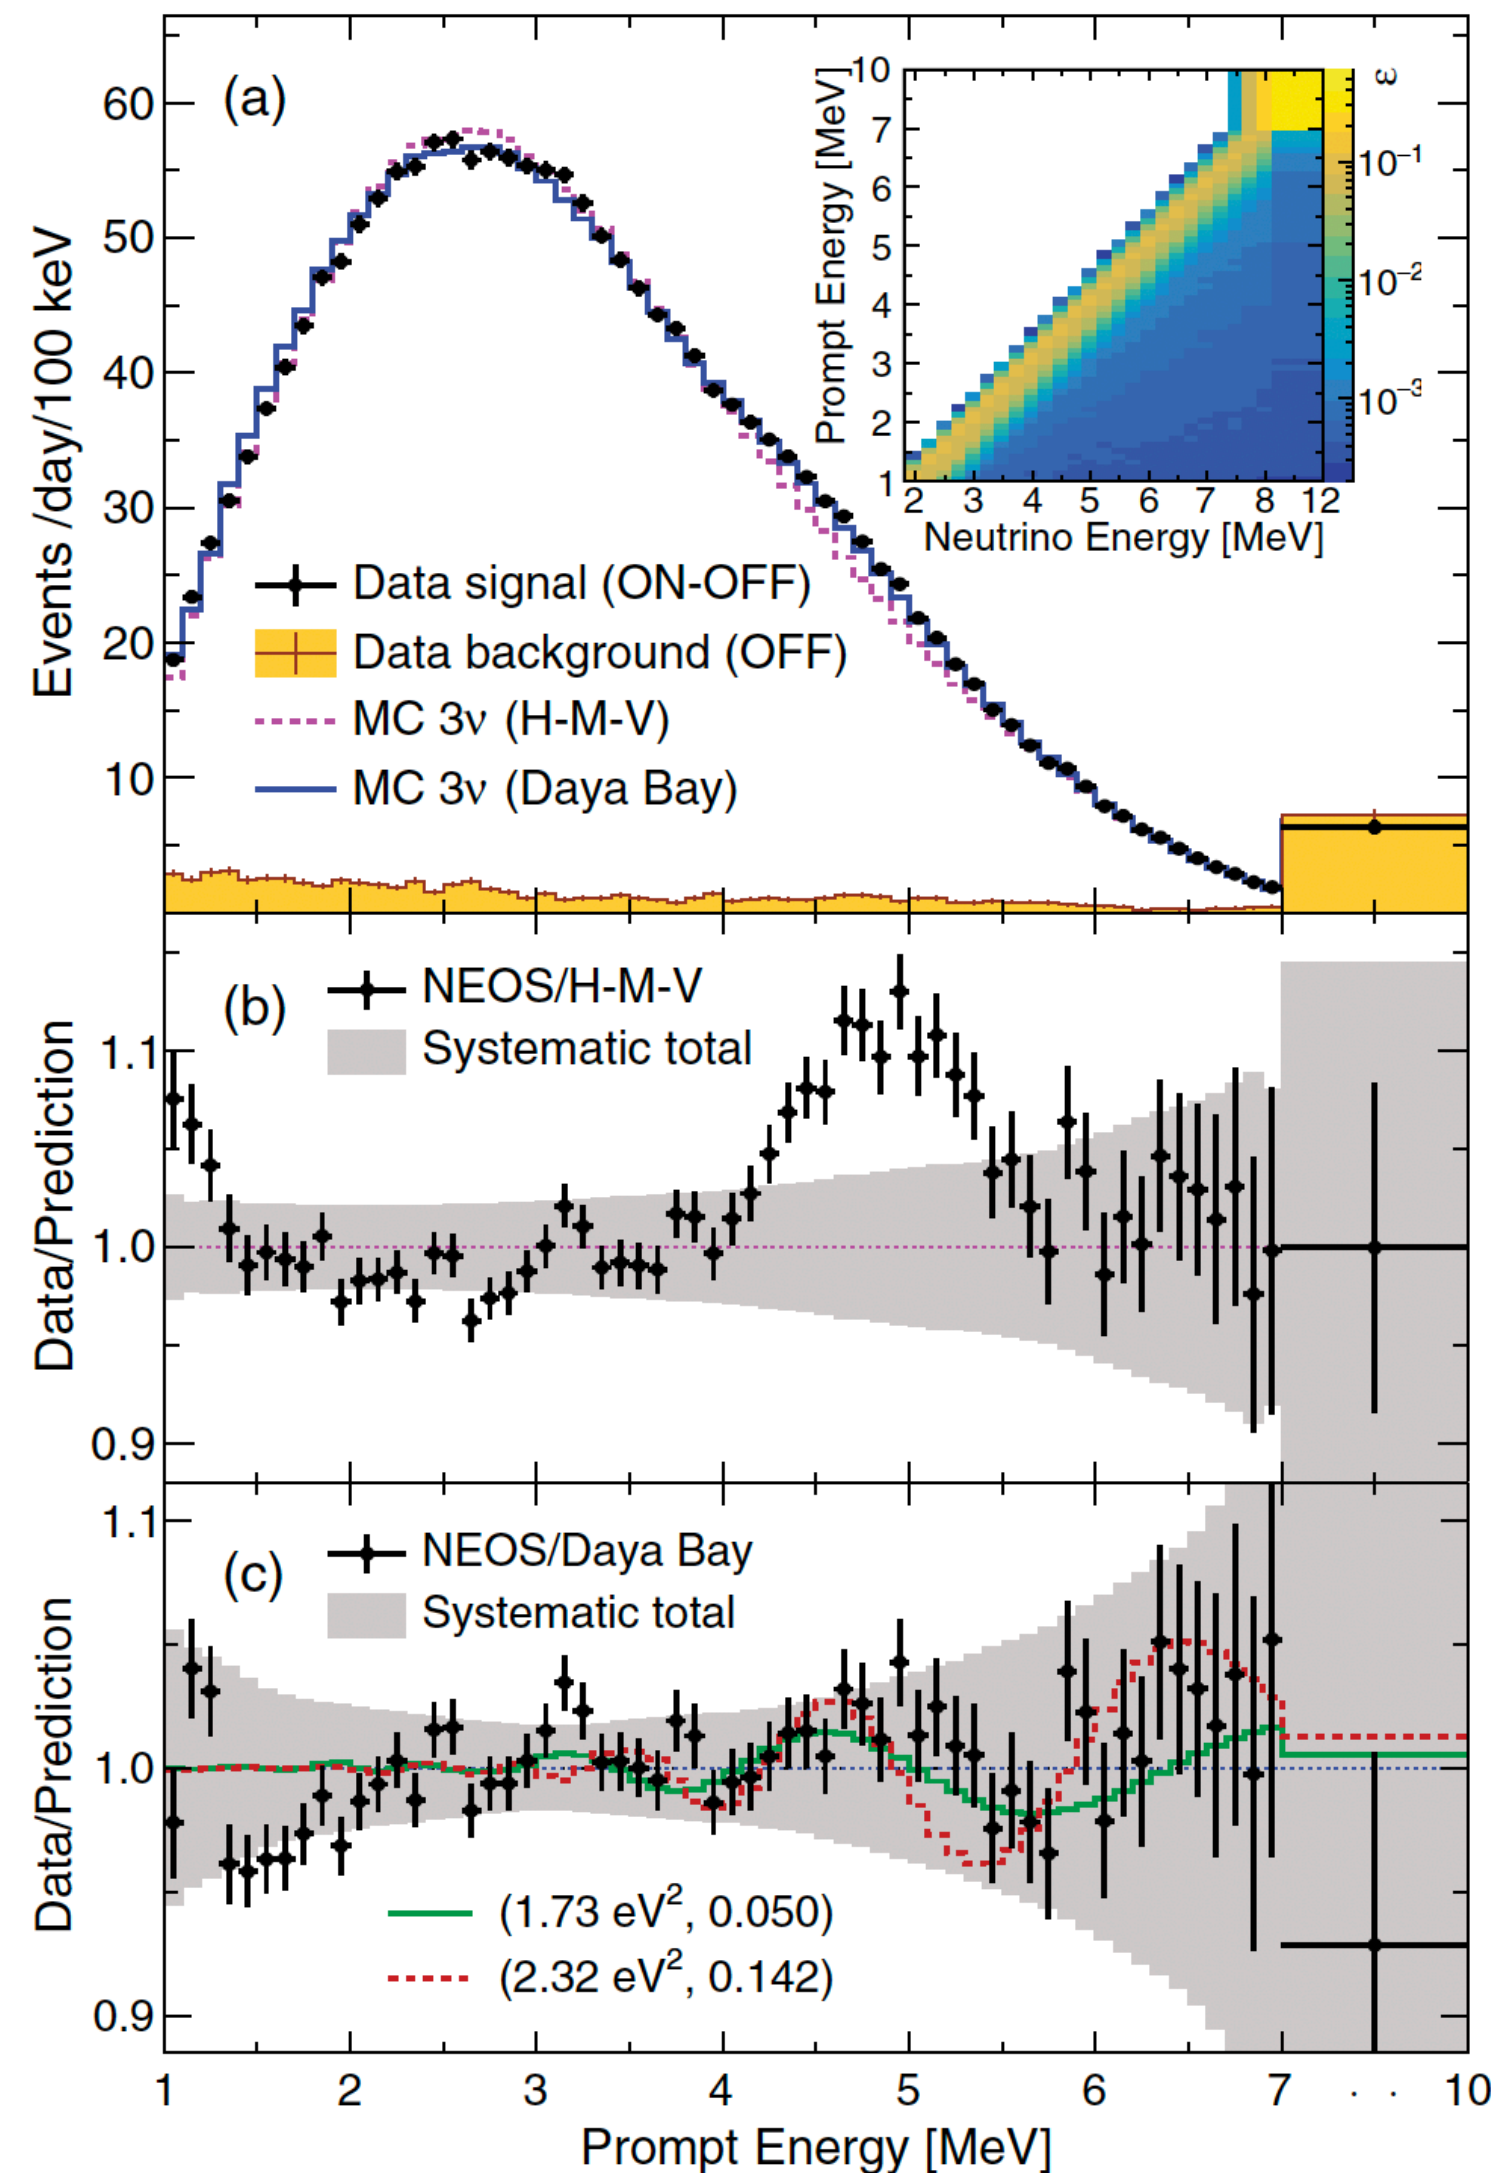 (a)
Events /day/100 keV
60
50
40
30
20
10
Data signal (ON-OFF)
Data background (OFF)
MC 3ν (H-M-V)
MC 3ν (Daya Bay)
Prompt Energy [MeV]
10
7
6
5
4
3
2
1
2 3 4 5 6 7 8 12
Neutrino Energy [MeV]
ε
10⁻¹
10⁻²
10⁻³
(b)
NEOS/H-M-V
Systematic total
Data/Prediction
1.1
1.0
0.9
(c)
NEOS/Daya Bay
Systematic total
Data/Prediction
1.1
1.0
0.9
(1.73 eV², 0.050)
(2.32 eV², 0.142)
1 2 3 4 5 6 7 · · 10
Prompt Energy [MeV]